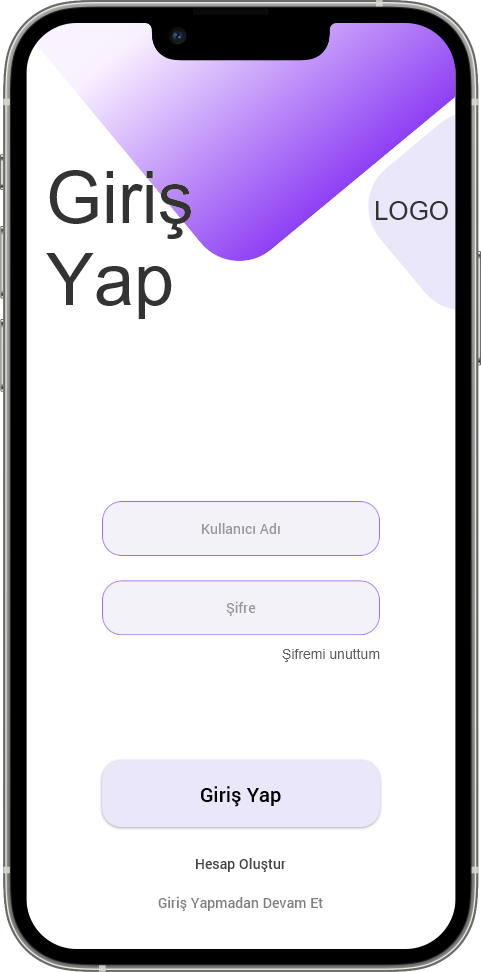 Giriş
Yap
LOGO
Kullanıcı Adı
Şifre
Şifremi unuttum
Giriş Yap
Hesap Oluştur
Giriş Yapmadan Devam Et